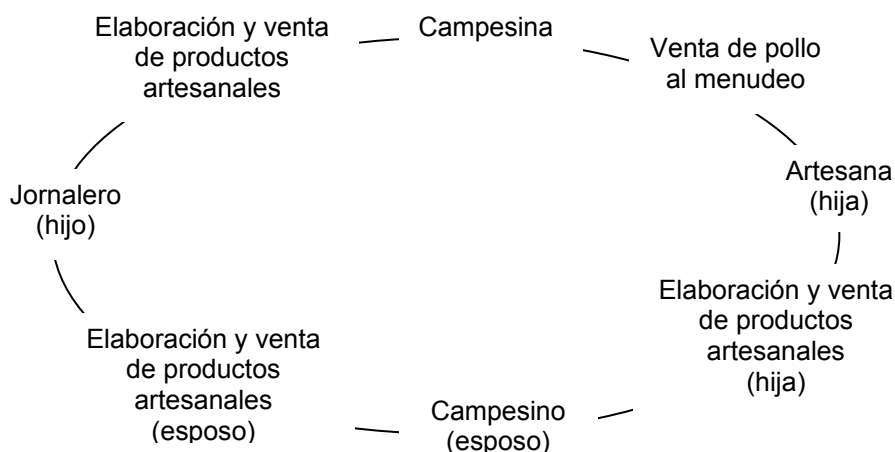 Elaboración y venta
de productos
artesanales
Campesina
Venta de pollo
al menudeo
Artesana
(hija)
Elaboración y venta
de productos
artesanales
(hija)
Campesino
(esposo)
Elaboración y venta
de productos
artesanales
(esposo)
Jornalero
(hijo)